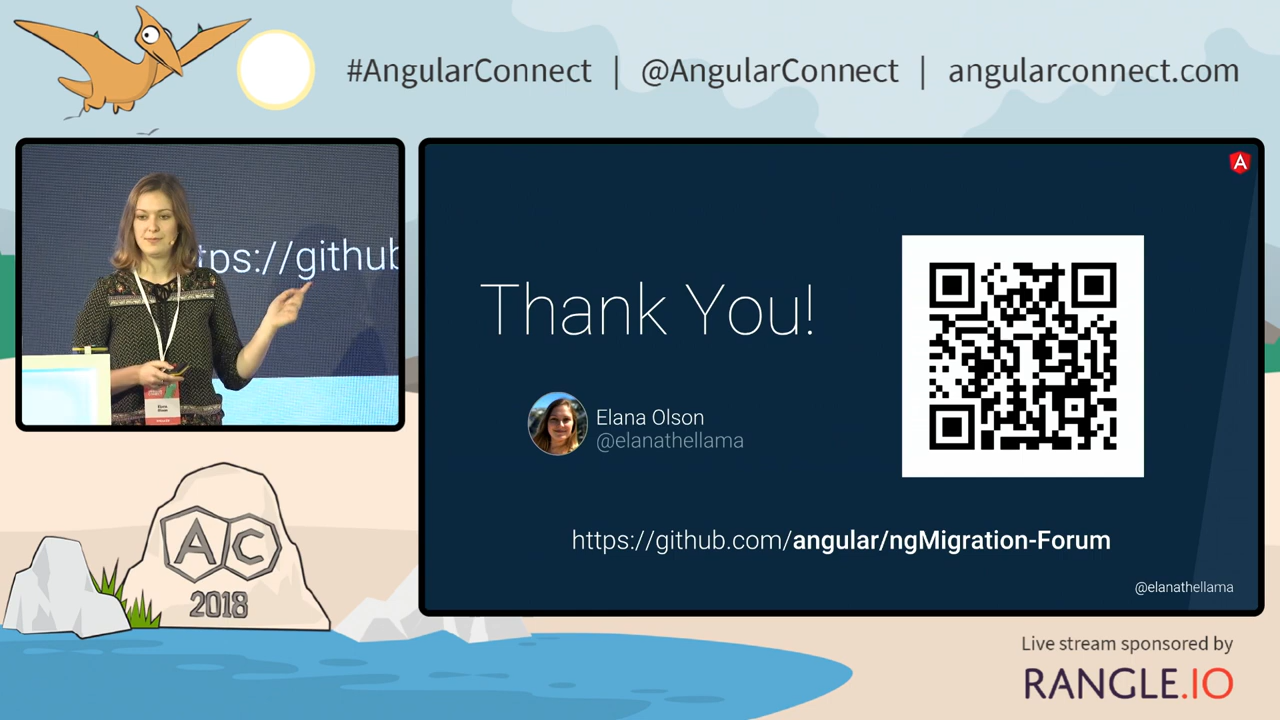 #AngularConnect | @AngularConnect | angularconnect.com
tps://github
Thank You!
Elana Olson
@elanathellama
https://github.com/angular/ngMigration-Forum
@elanathellama
AC
2018
Live stream sponsored by
RANGLE.IO